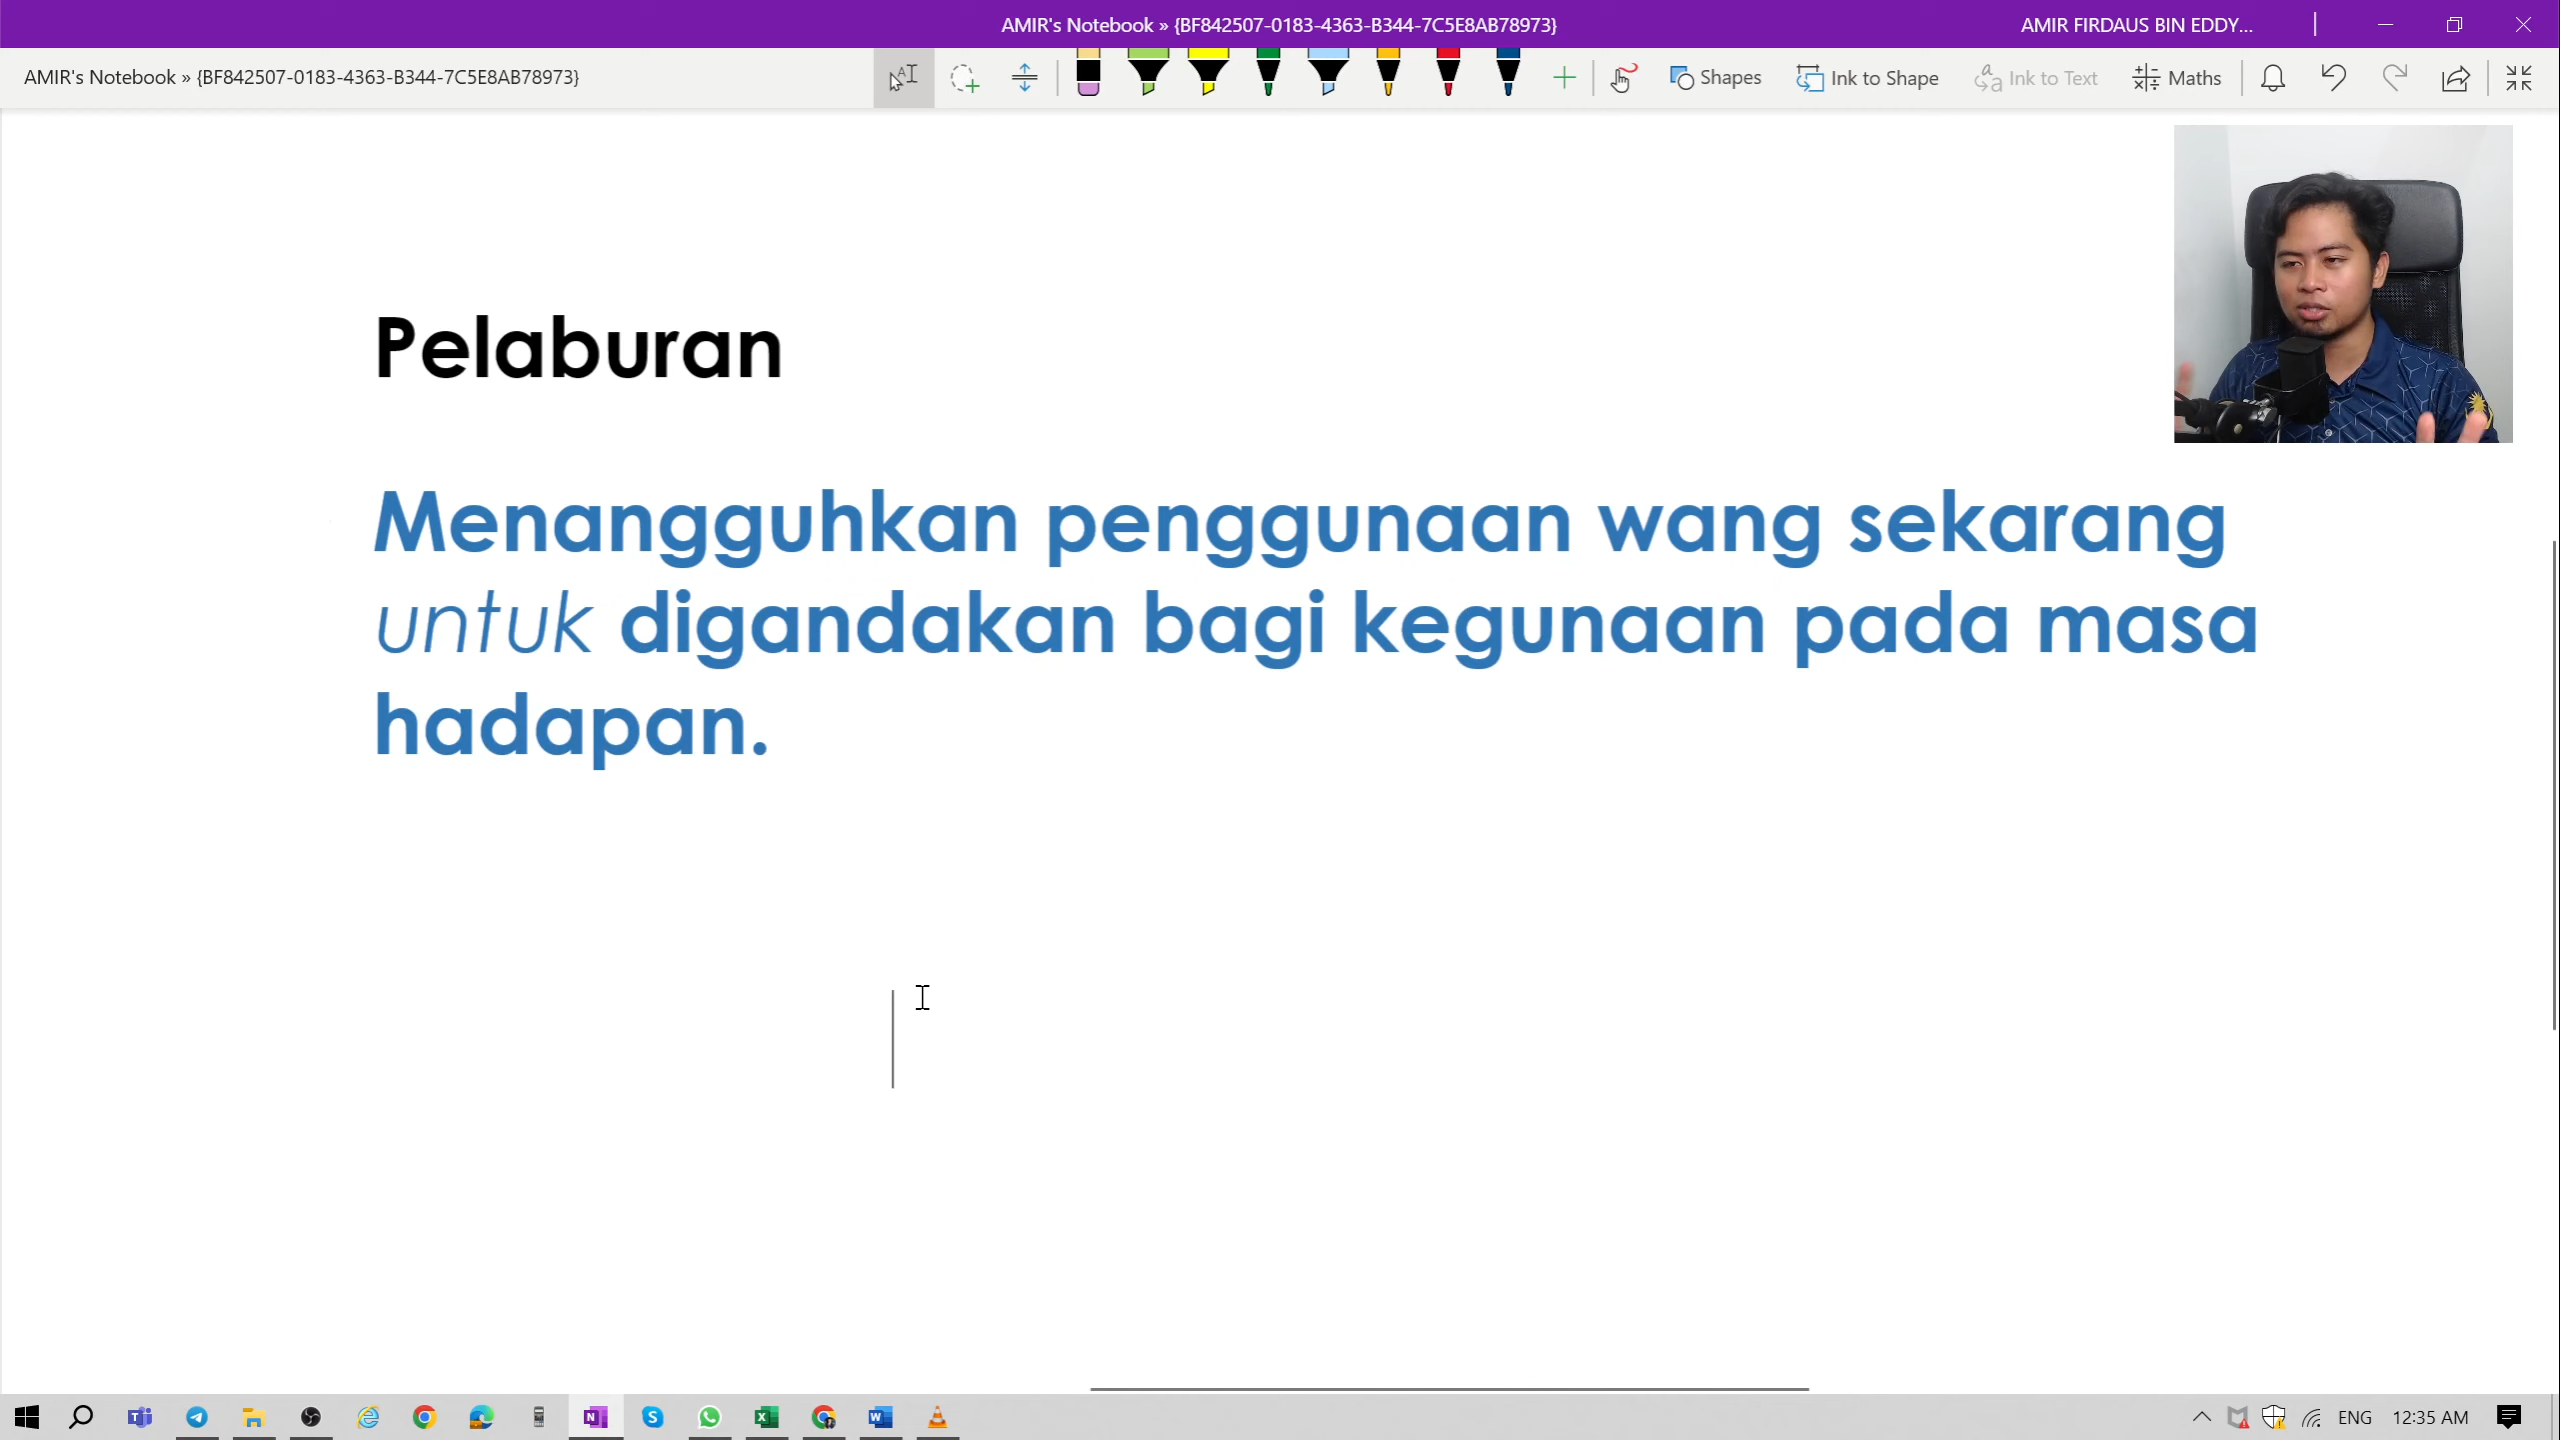 AMIR's Notebook » {BF842507-0183-4363-B344-7C5E8AB78973}
AMIR FIRDAUS BIN EDDY...
AMIR's Notebook » {BF842507-0183-4363-B344-7C5E8AB78973}
Shapes
Ink to Shape
Ink to Text
Maths
Pelaburan
Menangguhkan penggunaan wang sekarang
untuk digandakan bagi kegunaan pada masa
hadapan.
ENG
12:35 AM